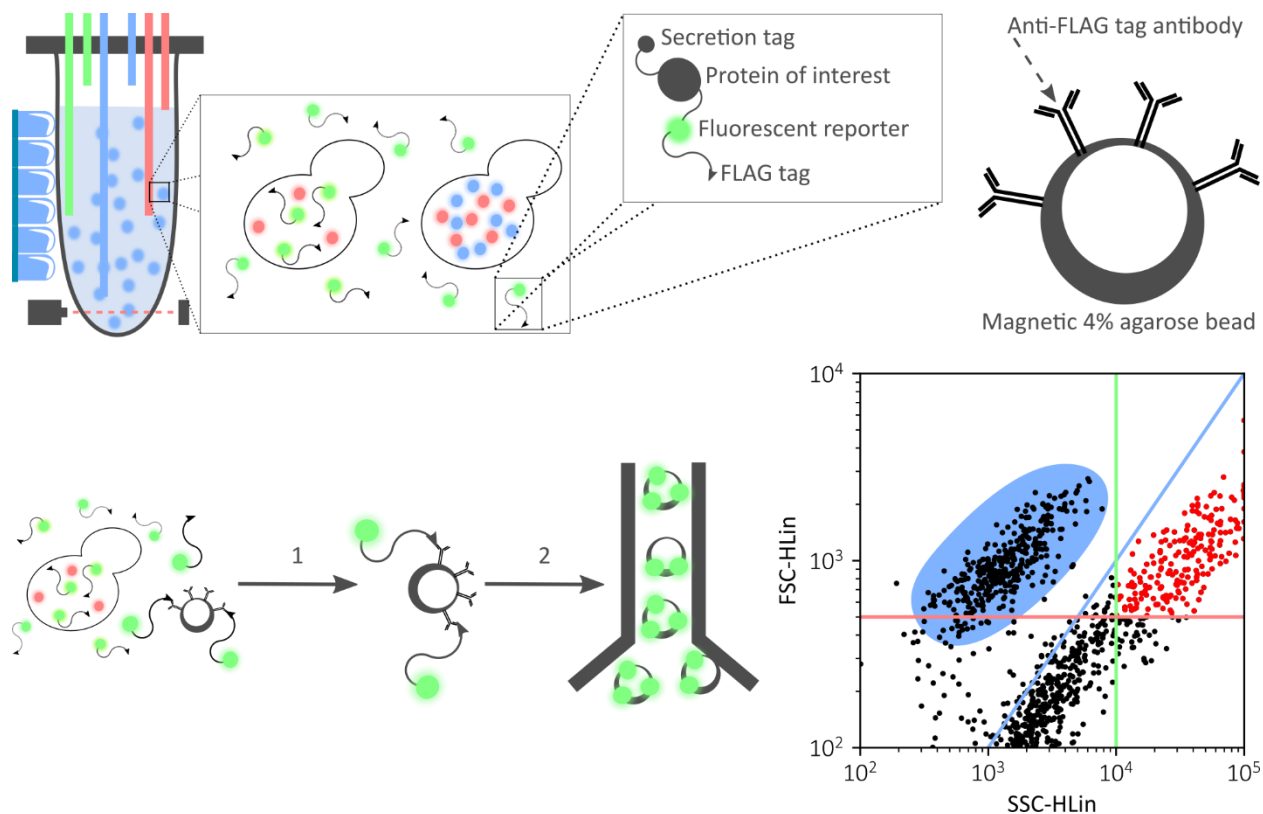 Secretion tag
Protein of interest
Fluorescent reporter
FLAG tag
Anti-FLAG tag antibody
Magnetic 4% agarose bead
1
2
10⁴
10³
10²
FSC-HLin
10² 10³ 10⁴ 10⁵
SSC-HLin